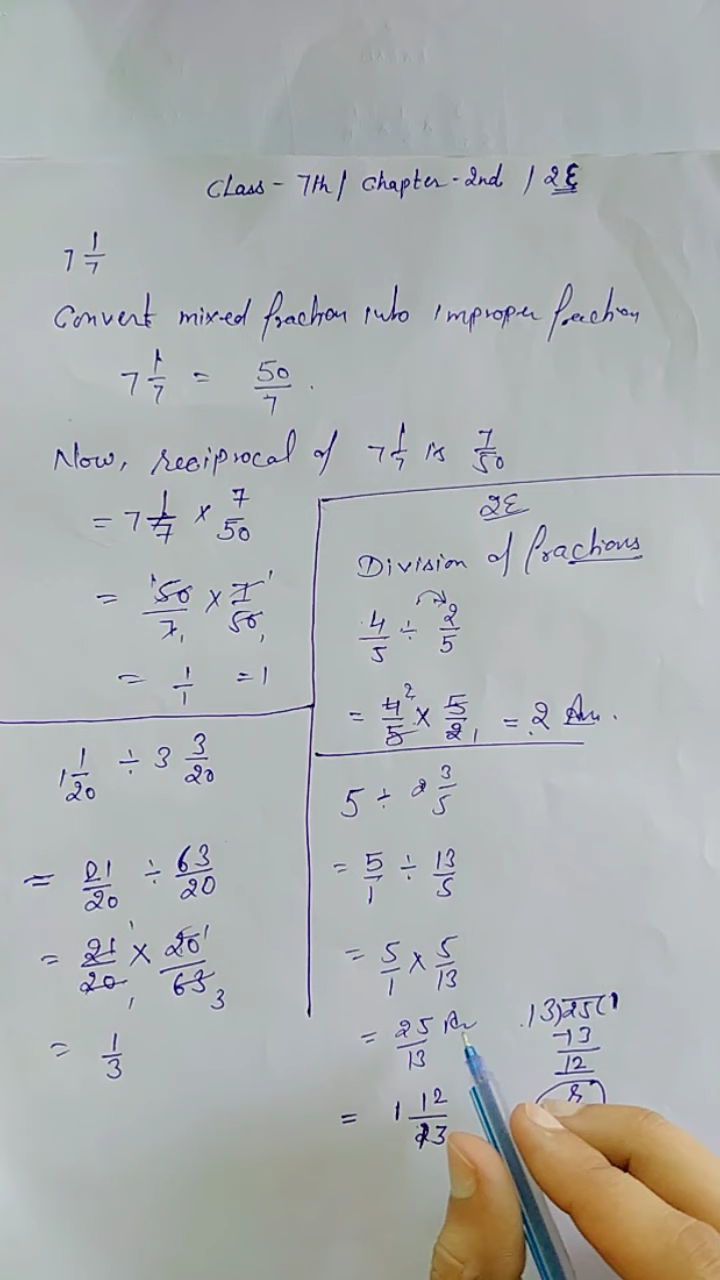 Class - 7th / Chapter - 2nd / 2E
7 1/7
Convert mixed fraction into improper fraction
7 1/7 = 50/7.
Now, reciprocal of 7 1/7 is 7/50
= 7 1/7 × 7/50
= 50/7 × 7/50
= 1/1 = 1
2E
Division of fractions
4/5 ÷ 2/5
= 4/5 × 5/2 = 2 Ans.
1 1/20 ÷ 3 3/20
= 21/20 ÷ 63/20
= 21/20 × 20/63
= 1/3
5 ÷ 2 3/5
= 5/1 ÷ 13/5
= 5/1 × 5/13
= 25/13 An
= 1 12/13
13)25(1
-13
12